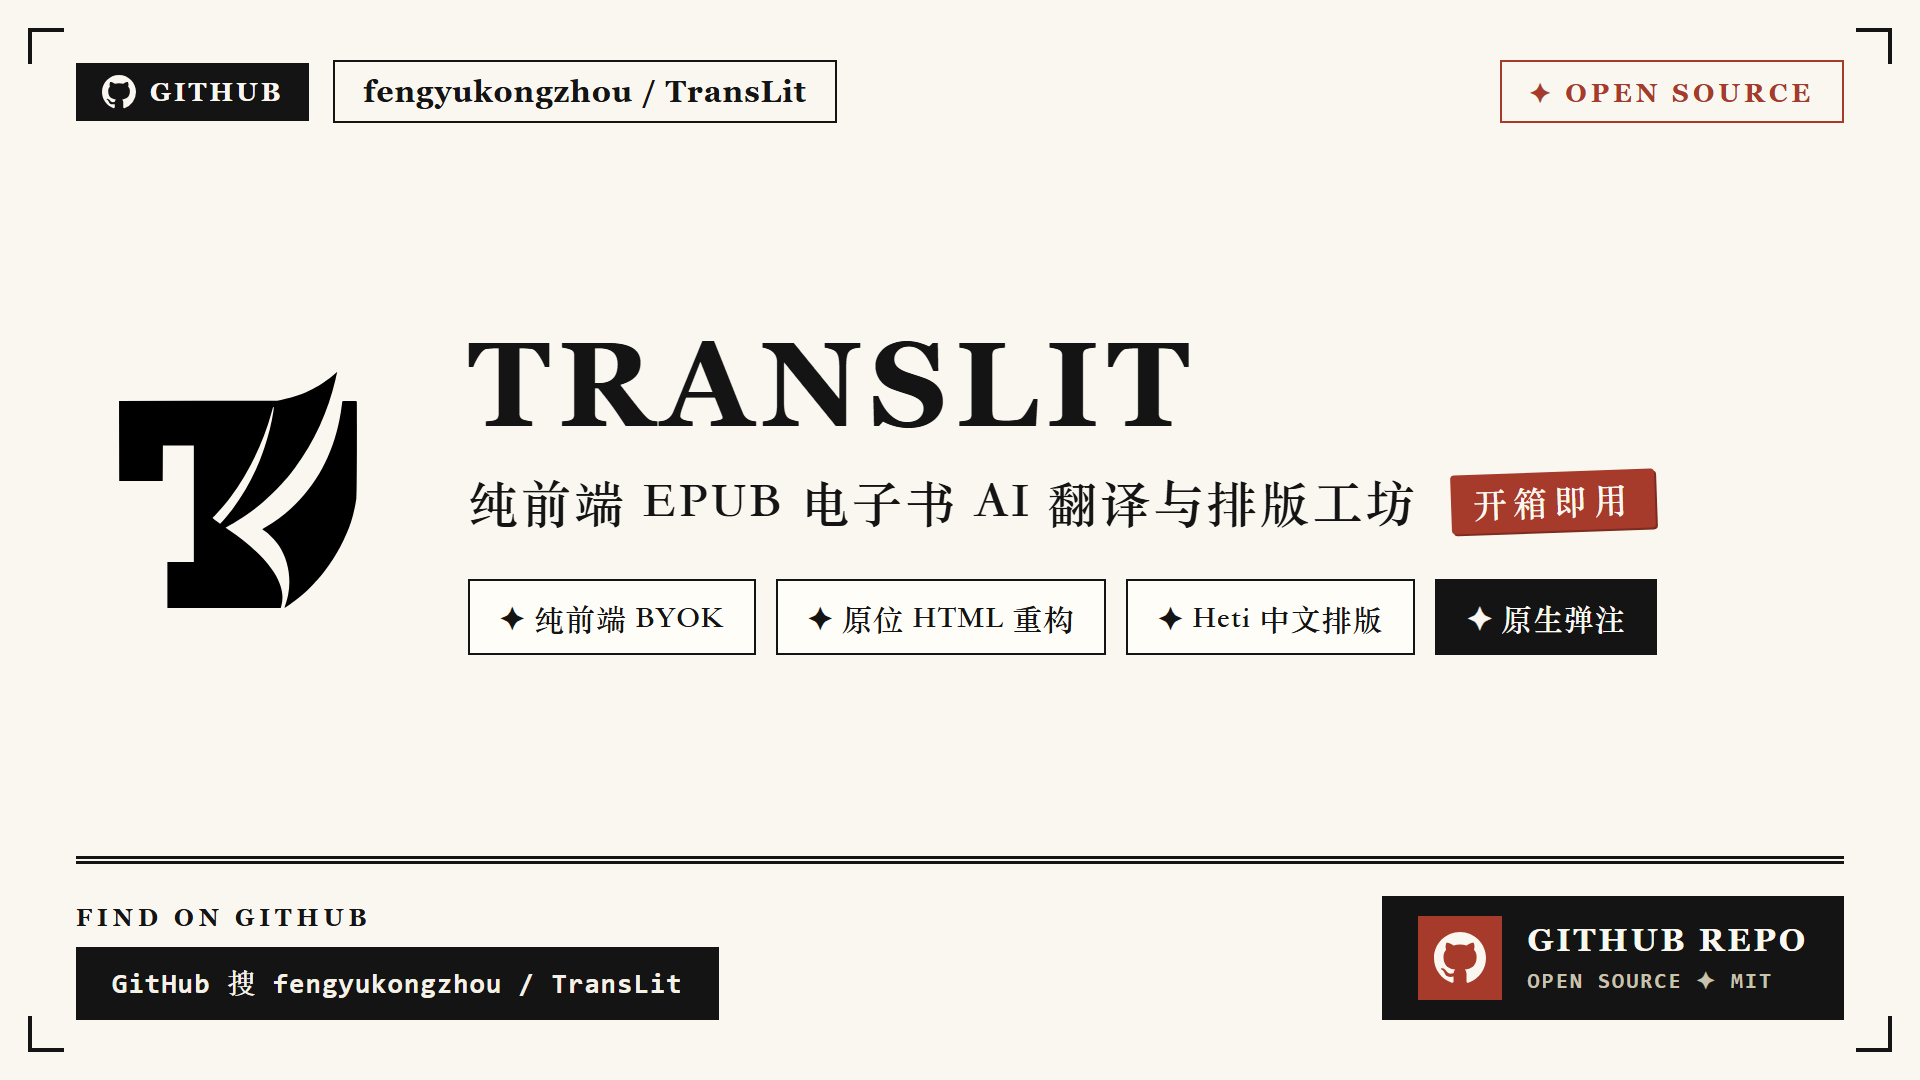 GITHUB
fengyukongzhou / TransLit
✦ OPEN SOURCE
TRANSLIT
纯前端 EPUB 电子书 AI 翻译与排版工坊
开箱即用
✦ 纯前端 BYOK
✦ 原位 HTML 重构
✦ Heti 中文排版
✦ 原生弹注
FIND ON GITHUB
GitHub 搜 fengyukongzhou / TransLit
GITHUB REPO
OPEN SOURCE ✦ MIT